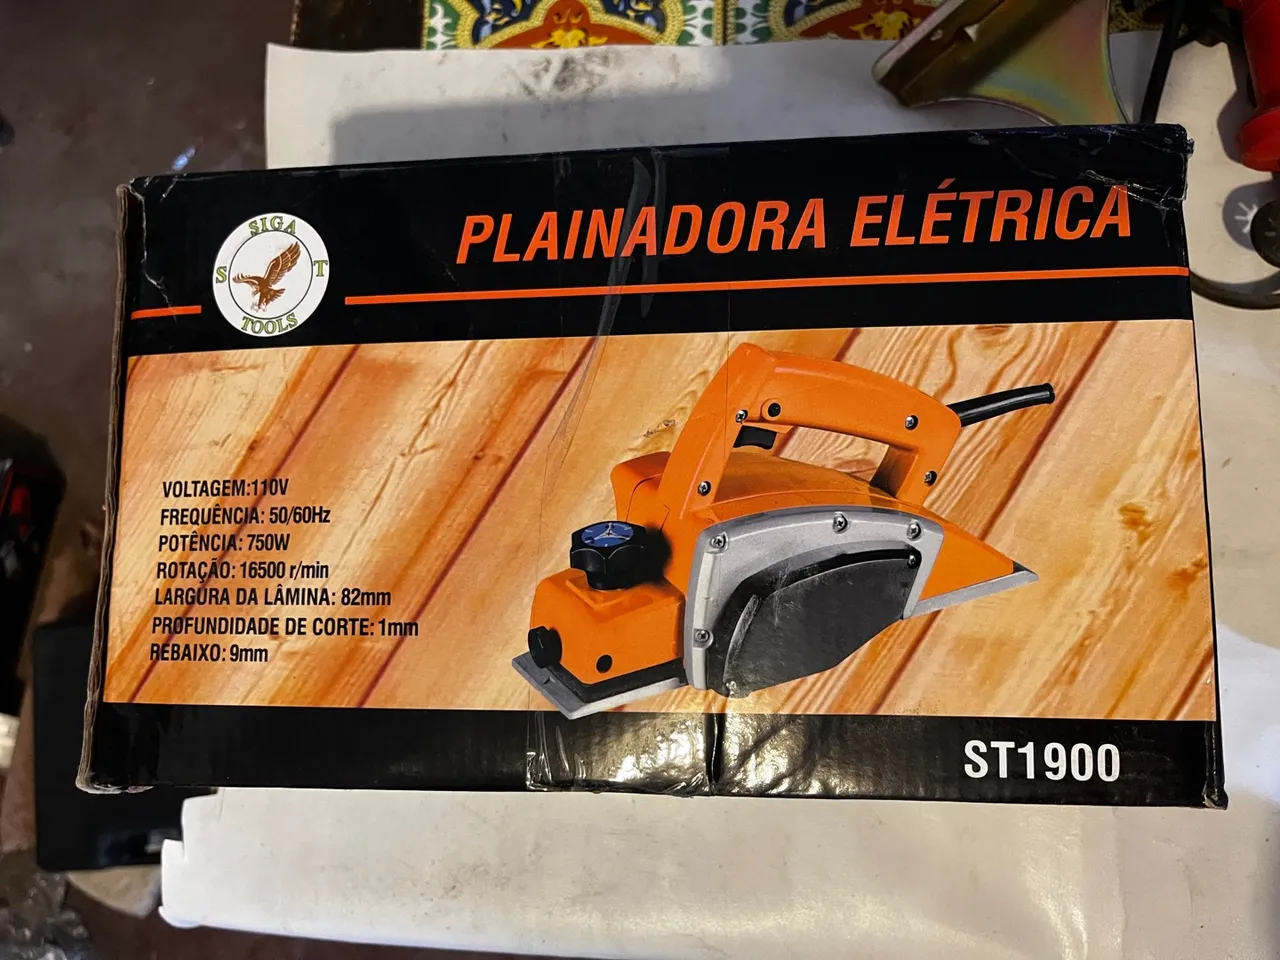 SIGA
S T
TOOLS
PLAINADORA ELÉTRICA
VOLTAGEM:110V
FREQUÊNCIA: 50/60Hz
POTÊNCIA: 750W
ROTAÇÃO: 16500 r/min
LARGURA DA LÂMINA: 82mm
PROFUNDIDADE DE CORTE: 1mm
REBAIXO: 9mm
ST1900